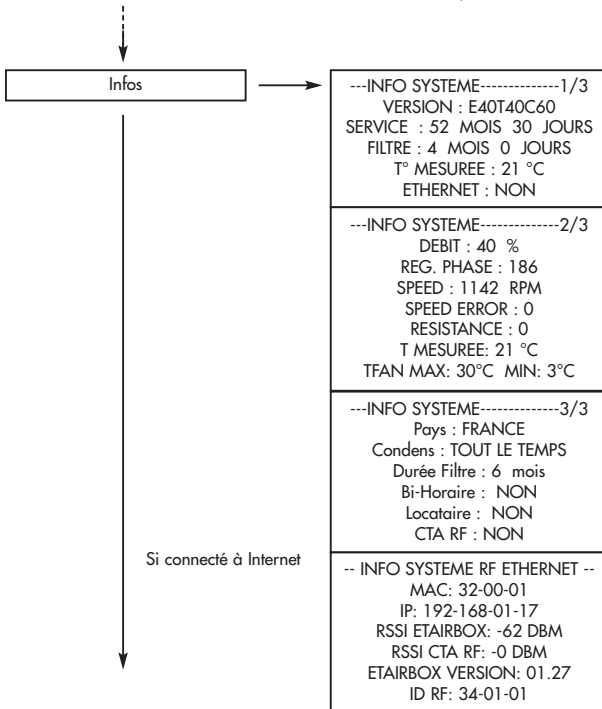 Infos
---INFO SYSTEME--------------1/3
VERSION : E40T40C60
SERVICE : 52 MOIS 30 JOURS
FILTRE : 4 MOIS 0 JOURS
T° MESUREE : 21 °C
ETHERNET : NON
---INFO SYSTEME--------------2/3
DEBIT : 40 %
REG. PHASE : 186
SPEED : 1142 RPM
SPEED ERROR : 0
RESISTANCE : 0
T MESUREE: 21 °C
TFAN MAX: 30°C MIN: 3°C
---INFO SYSTEME--------------3/3
Pays : FRANCE
Condens : TOUT LE TEMPS
Durée Filtre : 6 mois
Bi-Horaire : NON
Locataire : NON
CTA RF : NON
Si connecté à Internet
-- INFO SYSTEME RF ETHERNET --
MAC: 32-00-01
IP: 192-168-01-17
RSSI ETAIRBOX: -62 DBM
RSSI CTA RF: -0 DBM
ETAIRBOX VERSION: 01.27
ID RF: 34-01-01